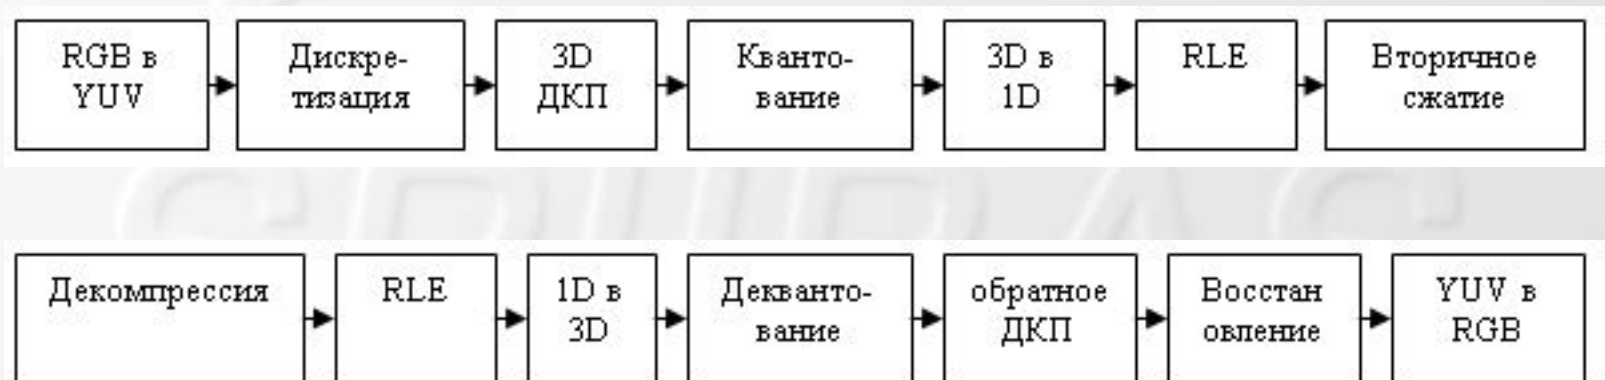 RGB в
YUV
Дискре-
тизация
3D
ДКП
Кванто-
вание
3D в
1D
RLE
Вторичное
сжатие
Декомпрессия
RLE
1D в
3D
Декванто-
вание
обратное
ДКП
Восстан
овление
YUV в
RGB